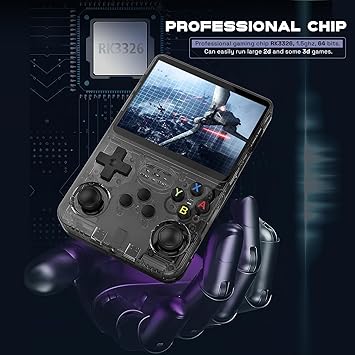 PROFESSIONAL CHIP
Professional gaming chip RK3326, 1.5ghz, 64 bits.
Can easily run large 2d and some 3d games.
RK3326
X
Y
A
B